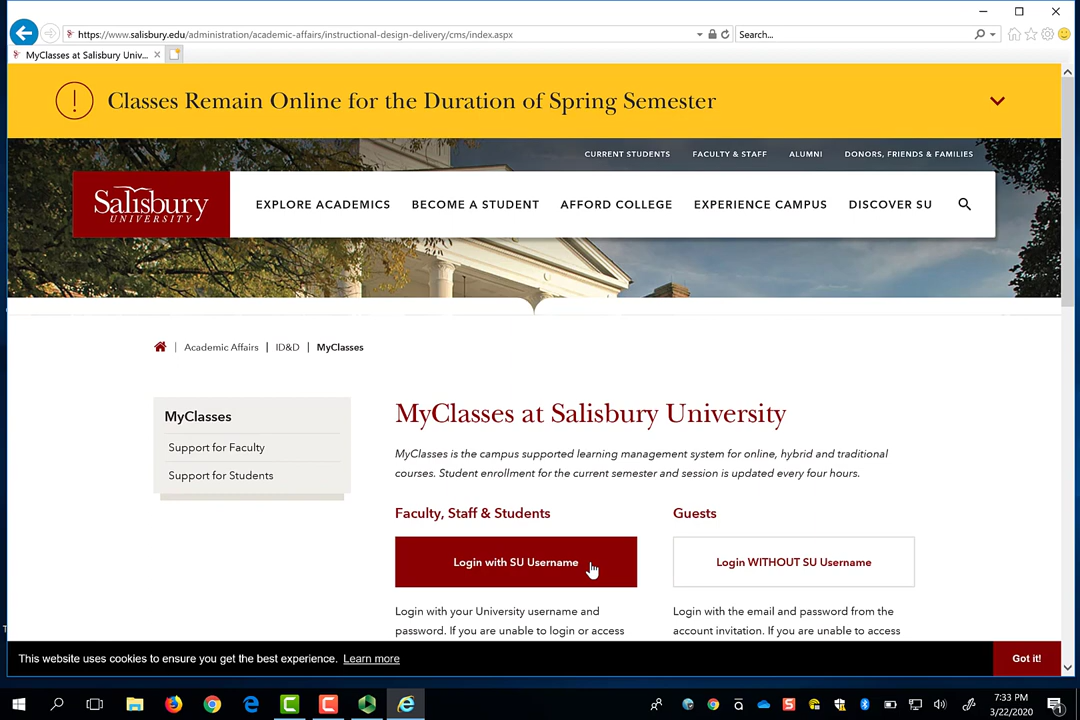 https://www.salisbury.edu/administration/academic-affairs/instructional-design-delivery/cms/index.aspx
Search...
MyClasses at Salisbury Univ...
Classes Remain Online for the Duration of Spring Semester
CURRENT STUDENTS FACULTY & STAFF ALUMNI DONORS, FRIENDS & FAMILIES
Salisbury
UNIVERSITY
EXPLORE ACADEMICS BECOME A STUDENT AFFORD COLLEGE EXPERIENCE CAMPUS DISCOVER SU
| Academic Affairs | ID&D | MyClasses
MyClasses
Support for Faculty
Support for Students
MyClasses at Salisbury University
MyClasses is the campus supported learning management system for online, hybrid and traditional
courses. Student enrollment for the current semester and session is updated every four hours.
Faculty, Staff & Students
Login with SU Username
Login with your University username and
password. If you are unable to login or access
Guests
Login WITHOUT SU Username
Login with the email and password from the
account invitation. If you are unable to access
This website uses cookies to ensure you get the best experience. Learn more
Got it!
7:33 PM
3/22/2020